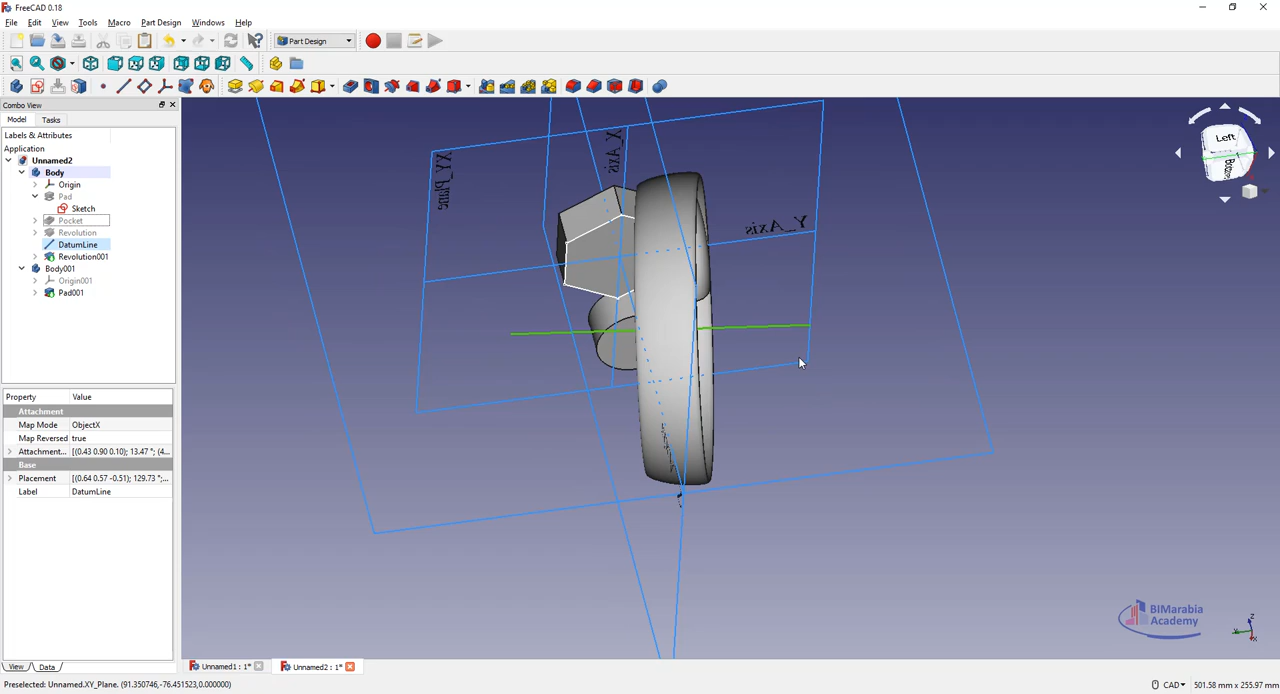 FreeCAD 0.18
File Edit View Tools Macro Part Design Windows Help
Part Design
Combo View
Model Tasks
Labels & Attributes
Application
Unnamed2
Body
Origin
Pad
Sketch
Pocket
Revolution
DatumLine
Revolution001
Body001
Origin001
Pad001
Property Value
Attachment
Map Mode ObjectX
Map Reversed true
Attachment... [(0.43 0.90 0.10); 13.47 °; (4...
Base
Placement [(0.64 0.57 -0.51); 129.73 °;...
Label DatumLine
XY_Plane
X_Axis
Y_Axis
Left
BIMarabia
Academy
View Data
Unnamed1 : 1*
Unnamed2 : 1*
Preselected: Unnamed.XY_Plane. (91.350746,-76.451523,0.000000)
CAD
501.58 mm x 255.97 mm